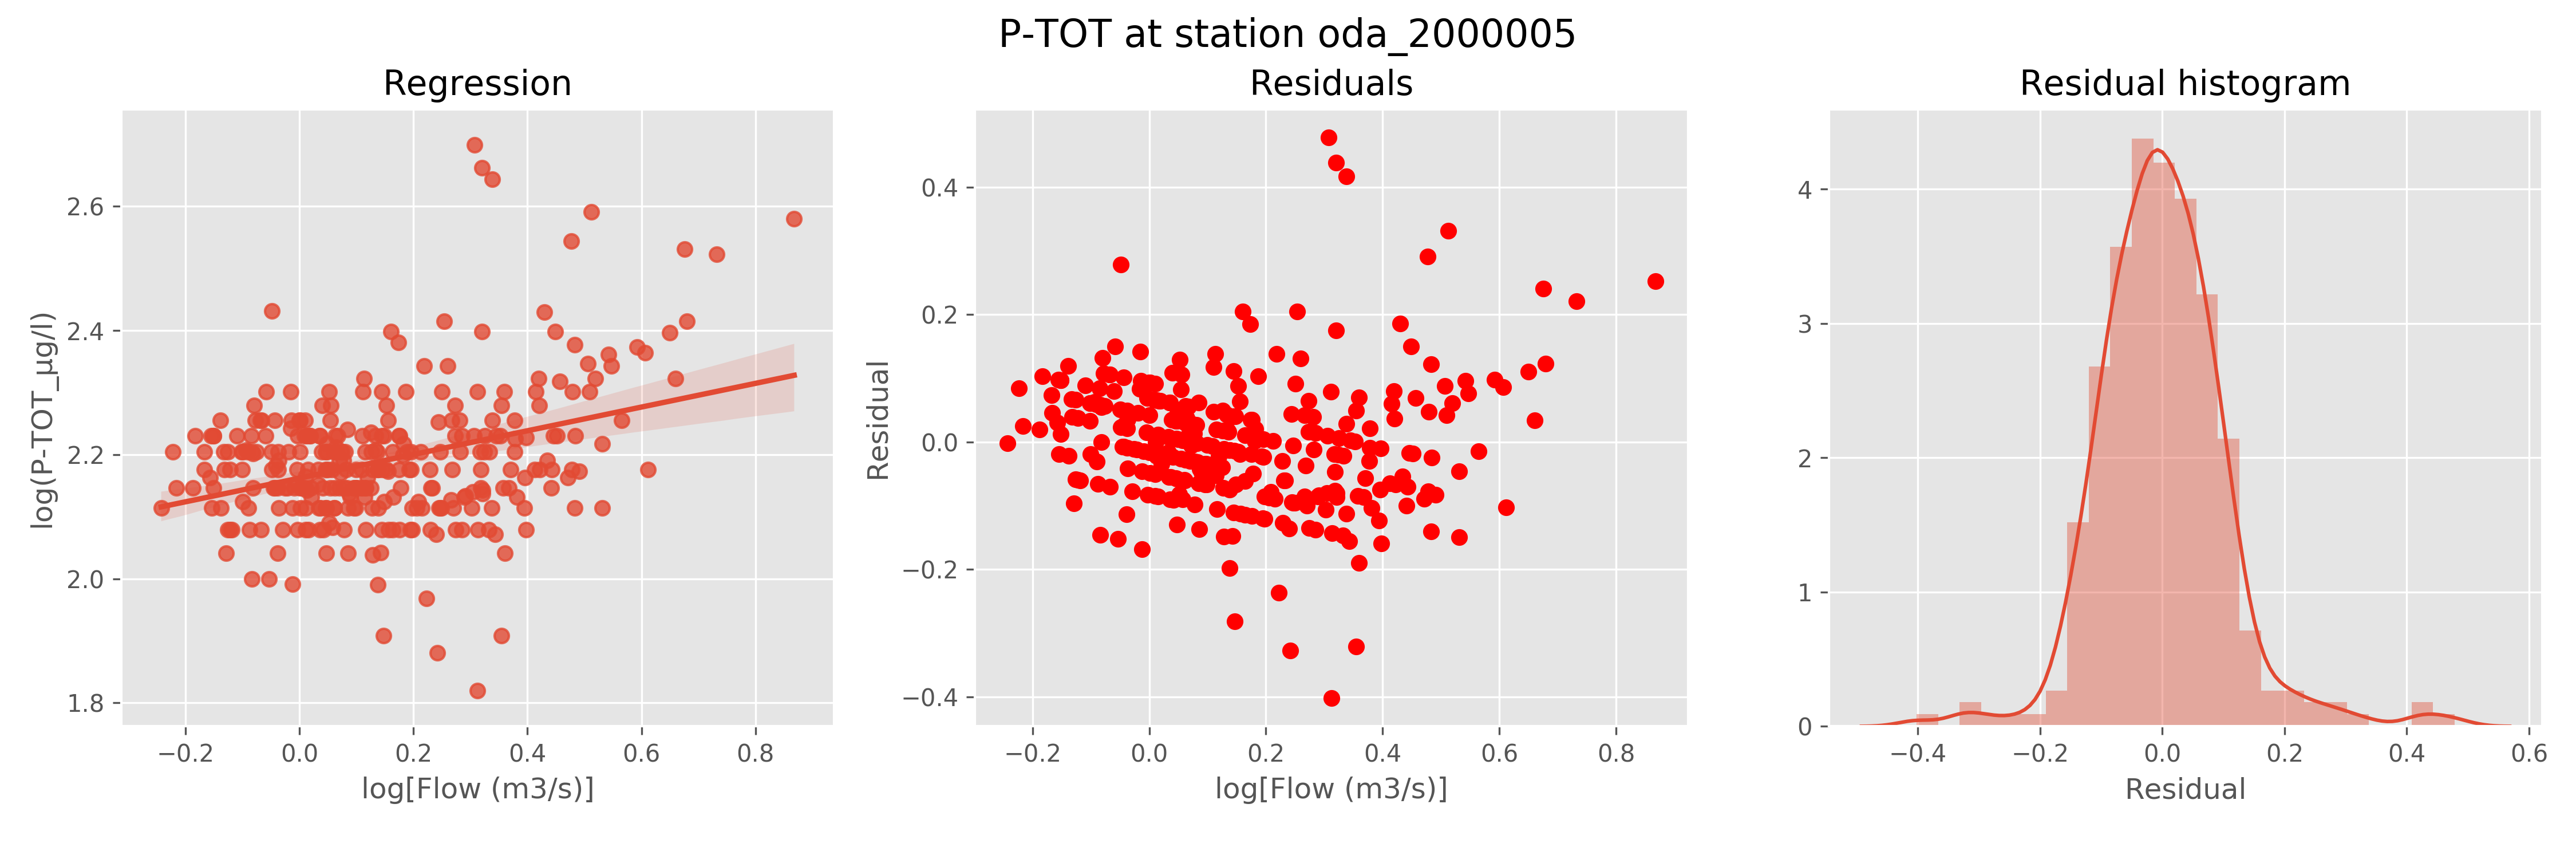 P-TOT at station oda_2000005
Regression
log(P-TOT_µg/l)
2.6
2.4
2.2
2.0
1.8
−0.2 0.0 0.2 0.4 0.6 0.8
log[Flow (m3/s)]
Residuals
Residual
0.4
0.2
0.0
−0.2
−0.4
−0.2 0.0 0.2 0.4 0.6 0.8
log[Flow (m3/s)]
Residual histogram
4
3
2
1
0
−0.4 −0.2 0.0 0.2 0.4 0.6
Residual